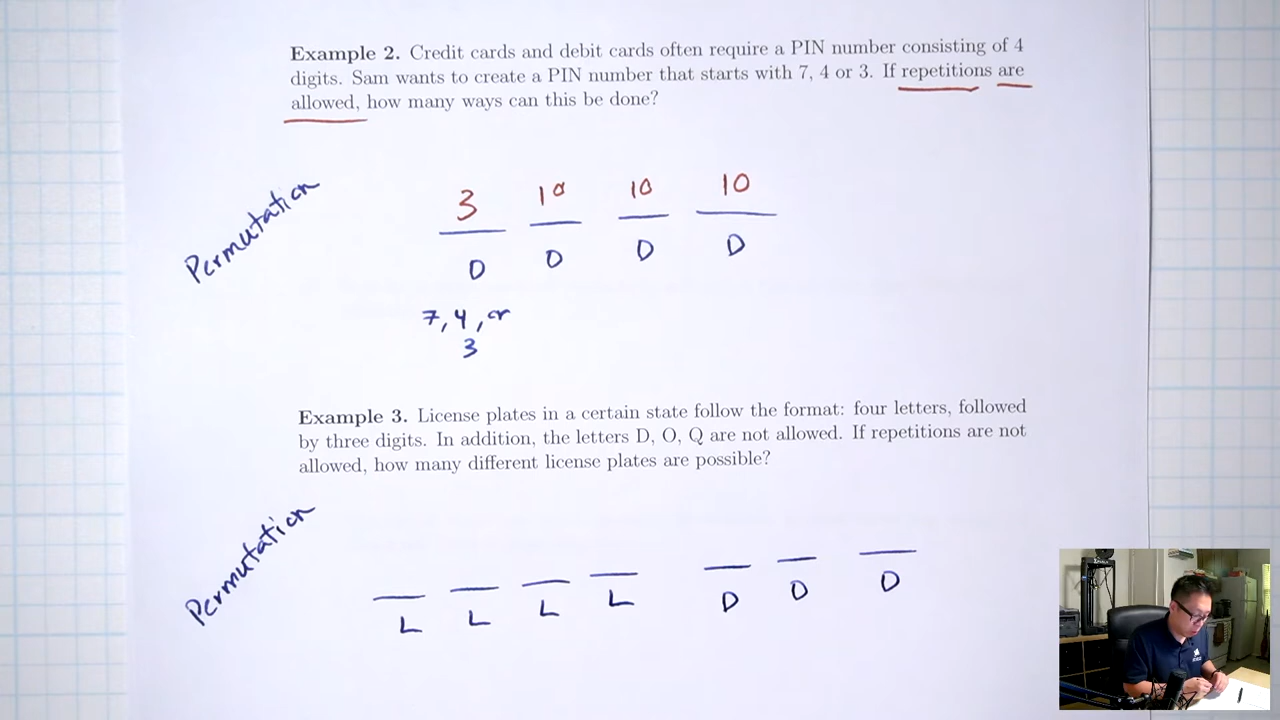 Example 2. Credit cards and debit cards often require a PIN number consisting of 4
digits. Sam wants to create a PIN number that starts with 7, 4 or 3. If repetitions are
allowed, how many ways can this be done?
Permutation
3 10 10 10
D D D D
7, 4, or
3
Example 3. License plates in a certain state follow the format: four letters, followed
by three digits. In addition, the letters D, O, Q are not allowed. If repetitions are not
allowed, how many different license plates are possible?
Permutation
L L L L D D D